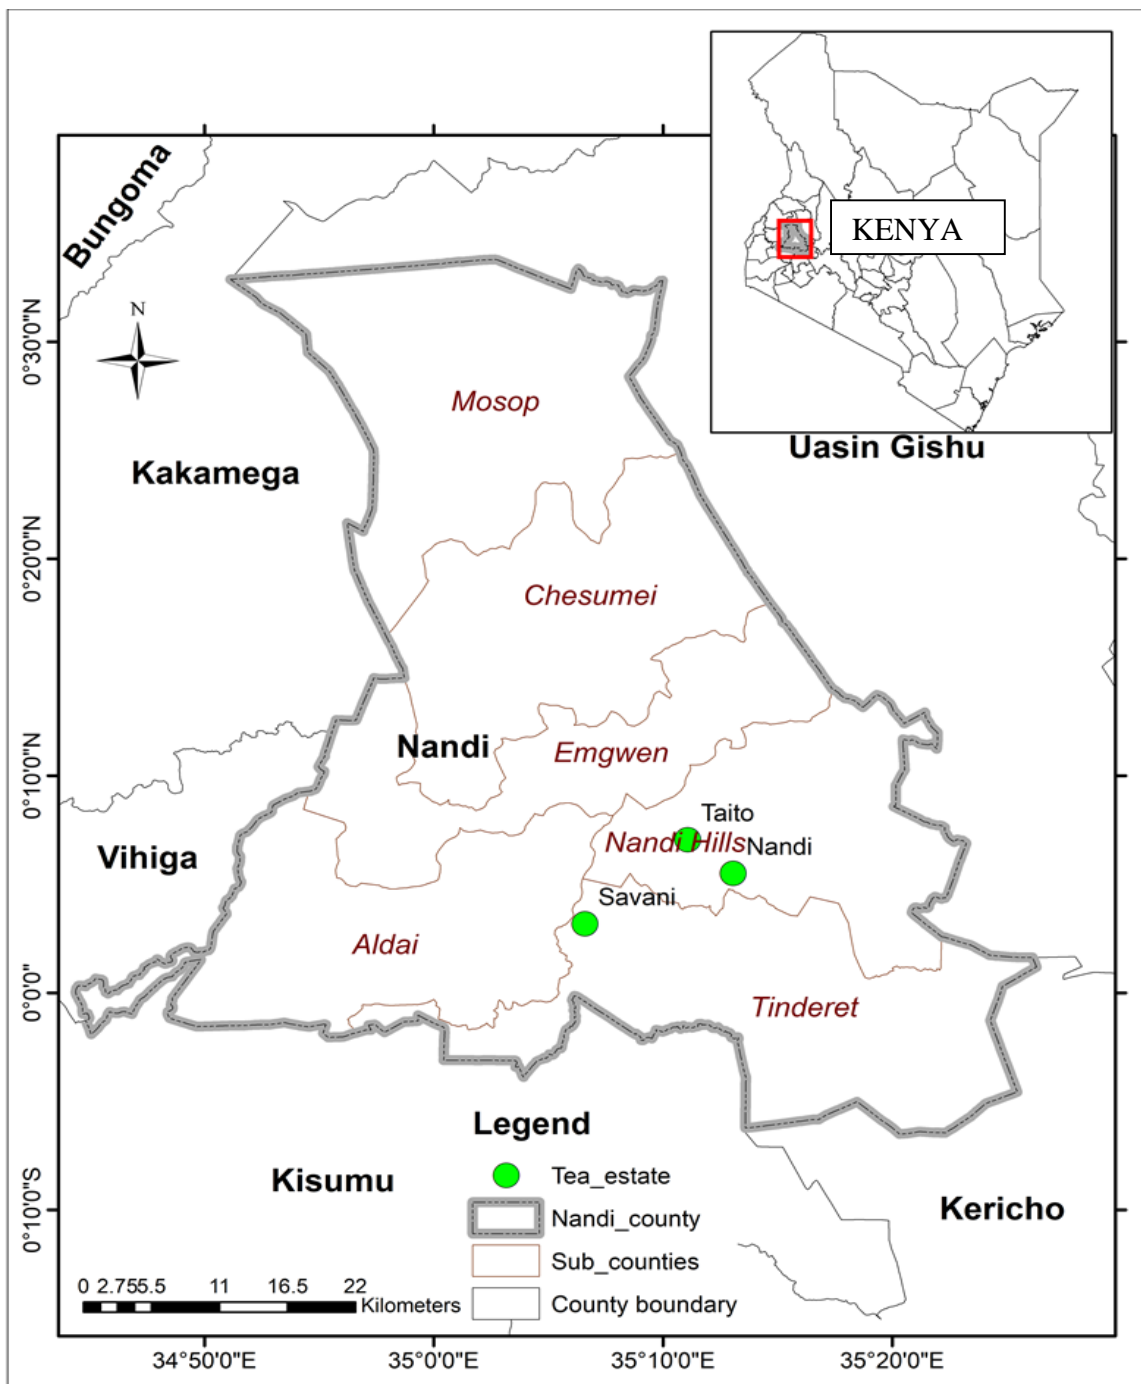 KENYA
Bungoma
N
0°30'0"N
Mosop
Uasin Gishu
Kakamega
0°20'0"N
Chesumei
Nandi
Emgwen
0°10'0"N
Taito
Nandi Hills
Nandi
Vihiga
Savani
Aldai
0°0'0"
Tinderet
Legend
Tea_estate
Nandi_county
Sub_counties
County boundary
Kisumu
Kericho
0°10'0"S
0 2.75 5.5 11 16.5 22
Kilometers
34°50'0"E 35°0'0"E 35°10'0"E 35°20'0"E